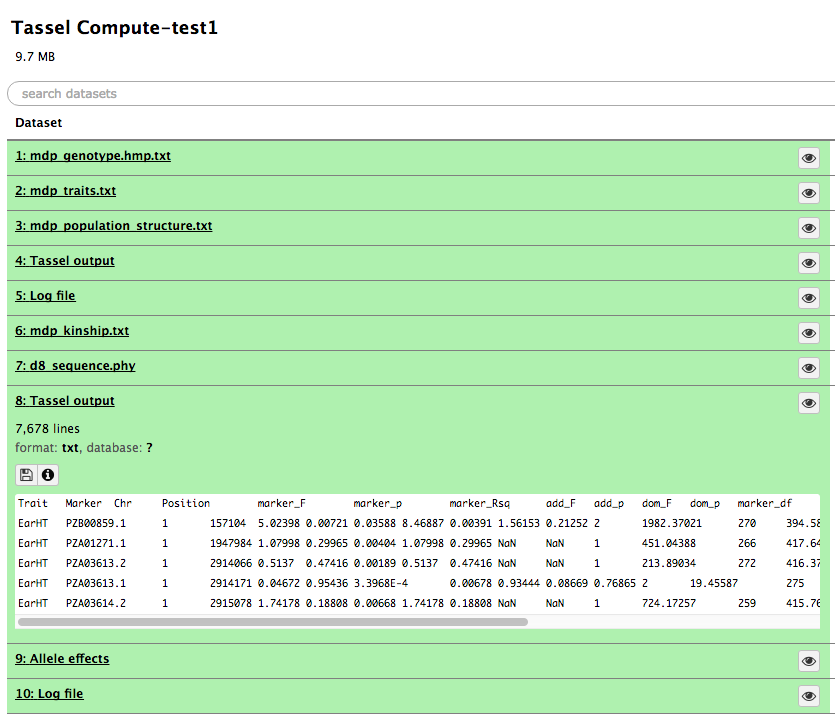 Tassel Compute-test1
9.7 MB
search datasets
Dataset
1: mdp_genotype.hmp.txt
2: mdp_traits.txt
3: mdp_population_structure.txt
4: Tassel output
5: Log file
6: mdp_kinship.txt
7: d8_sequence.phy
8: Tassel output
7,678 lines
format: txt, database: ?
Trait Marker Chr Position marker_F marker_p marker_Rsq add_F add_p dom_F dom_p marker_df
EarHT PZB00859.1 1 157104 5.02398 0.00721 0.03588 8.46887 0.00391 1.56153 0.21252 2 1982.37021 270 394.58
EarHT PZA01271.1 1 1947984 1.07998 0.29965 0.00404 1.07998 0.29965 NaN NaN 1 451.04388 266 417.64
EarHT PZA03613.2 1 2914066 0.5137 0.47416 0.00189 0.5137 0.47416 NaN NaN 1 213.89034 272 416.37
EarHT PZA03613.1 1 2914171 0.04672 0.95436 3.3968E-4 0.00678 0.93444 0.08669 0.76865 2 19.45587 275
EarHT PZA03614.2 1 2915078 1.74178 0.18808 0.00668 1.74178 0.18808 NaN NaN 1 724.17257 259 415.76
9: Allele effects
10: Log file